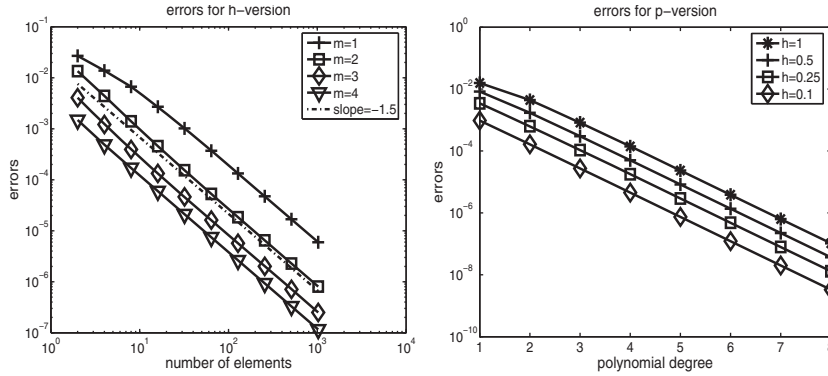 errors for h-version
10^-1
10^-2
10^-3
10^-4
10^-5
10^-6
10^-7
errors
10^0
10^1
10^2
10^3
10^4
number of elements
m=1
m=2
m=3
m=4
slope=-1.5
errors for p-version
10^0
10^-2
10^-4
10^-6
10^-8
10^-10
errors
1
2
3
4
5
6
7
8
polynomial degree
h=1
h=0.5
h=0.25
h=0.1